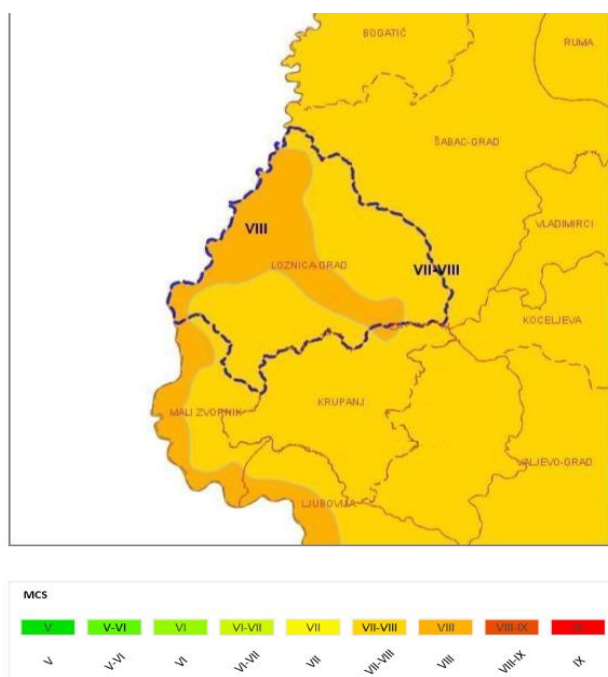 BOGATIĆ
RUMA
ŠABAC-GRAD
VLADIMIRCI
VIII
LOZNICA-GRAD
VII-VIII
KOCELJEVA
MALI ZVORNIK
KRUPANJ
VALJEVO-GRAD
LJUBOVIJA
MCS
V V-VI VI VI-VII VII VII-VIII VIII VIII-IX IX
V V-VI VI VI-VII VII VII-VIII VIII VIII-IX IX